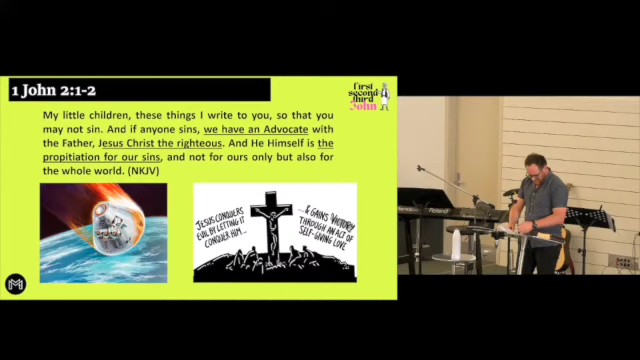 1 John 2:1-2
first
second
third
John
My little children, these things I write to you, so that you
may not sin. And if anyone sins, we have an Advocate with
the Father, Jesus Christ the righteous. And He Himself is the
propitiation for our sins, and not for ours only but also for
the whole world. (NKJV)
JESUS CONQUERS
EVIL BY LETTING IT
CONQUER HIM...
...& GAINS VICTORY
THROUGH AN ACT OF
SELF-GIVING LOVE
M